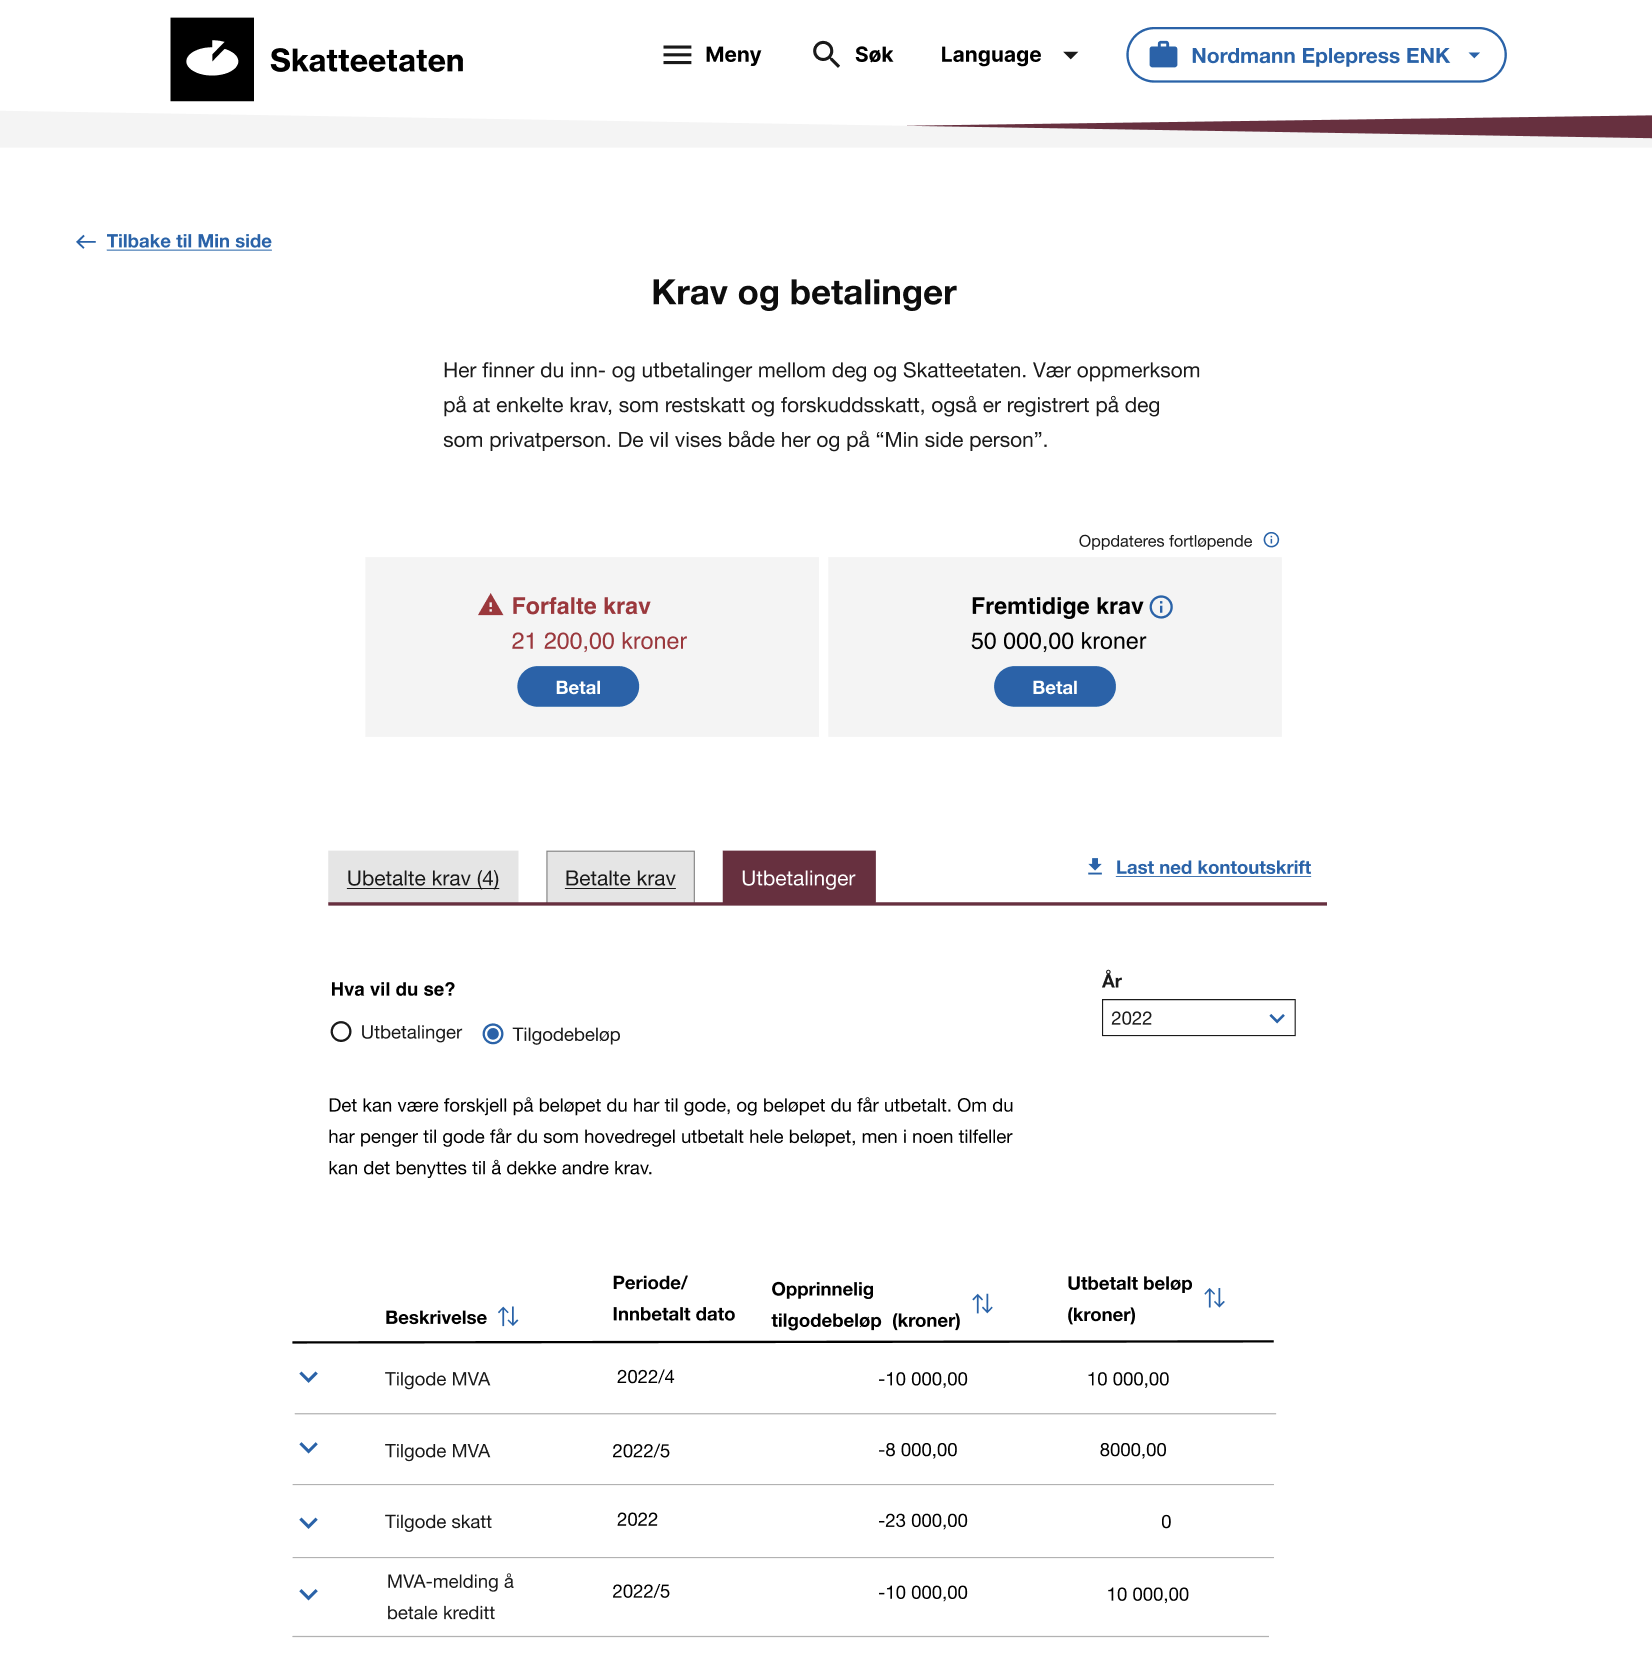 Skatteetaten
Meny
Søk
Language
Nordmann Eplepress ENK
Tilbake til Min side
Krav og betalinger
Her finner du inn- og utbetalinger mellom deg og Skatteetaten. Vær oppmerksom
på at enkelte krav, som restskatt og forskuddsskatt, også er registrert på deg
som privatperson. De vil vises både her og på “Min side person”.
Oppdateres fortløpende
Forfalte krav
21 200,00 kroner
Betal
Fremtidige krav
50 000,00 kroner
Betal
Ubetalte krav (4)
Betalte krav
Utbetalinger
Last ned kontoutskrift
Hva vil du se?
Utbetalinger
Tilgodebeløp
År
2022
Det kan være forskjell på beløpet du har til gode, og beløpet du får utbetalt. Om du
har penger til gode får du som hovedregel utbetalt hele beløpet, men i noen tilfeller
kan det benyttes til å dekke andre krav.
Beskrivelse
Periode/
Innbetalt dato
Opprinnelig
tilgodebeløp (kroner)
Utbetalt beløp
(kroner)
Tilgode MVA 2022/4 -10 000,00 10 000,00
Tilgode MVA 2022/5 -8 000,00 8000,00
Tilgode skatt 2022 -23 000,00 0
MVA-melding å
betale kreditt
2022/5 -10 000,00 10 000,00